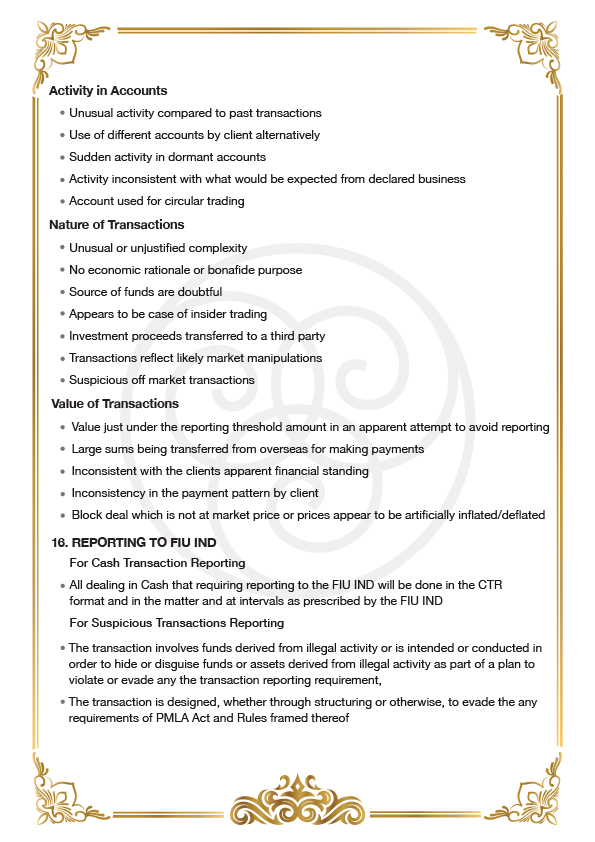 Activity in Accounts
• Unusual activity compared to past transactions
• Use of different accounts by client alternatively
• Sudden activity in dormant accounts
• Activity inconsistent with what would be expected from declared business
• Account used for circular trading
Nature of Transactions
• Unusual or unjustified complexity
• No economic rationale or bonafide purpose
• Source of funds are doubtful
• Appears to be case of insider trading
• Investment proceeds transferred to a third party
• Transactions reflect likely market manipulations
• Suspicious off market transactions
Value of Transactions
• Value just under the reporting threshold amount in an apparent attempt to avoid reporting
• Large sums being transferred from overseas for making payments
• Inconsistent with the clients apparent financial standing
• Inconsistency in the payment pattern by client
• Block deal which is not at market price or prices appear to be artificially inflated/deflated
16. REPORTING TO FIU IND
For Cash Transaction Reporting
• All dealing in Cash that requiring reporting to the FIU IND will be done in the CTR
format and in the matter and at intervals as prescribed by the FIU IND
For Suspicious Transactions Reporting
• The transaction involves funds derived from illegal activity or is intended or conducted in
order to hide or disguise funds or assets derived from illegal activity as part of a plan to
violate or evade any the transaction reporting requirement,
• The transaction is designed, whether through structuring or otherwise, to evade the any
requirements of PMLA Act and Rules framed thereof